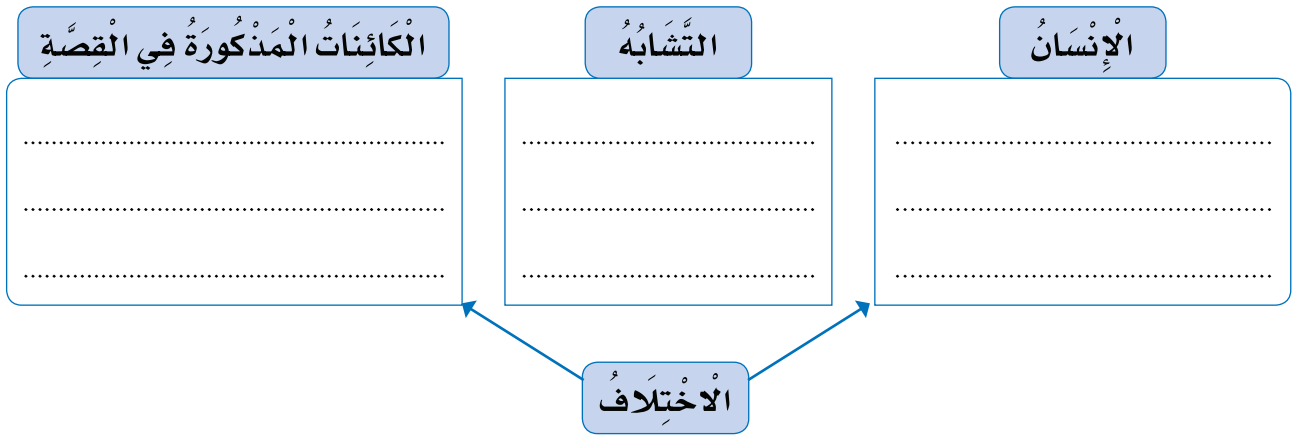 الْإِنْسَانُ
التَّشَابُهُ
الْكَائِنَاتُ الْمَذْكُورَةُ فِي الْقِصَّةِ
الْاخْتِلَافُ